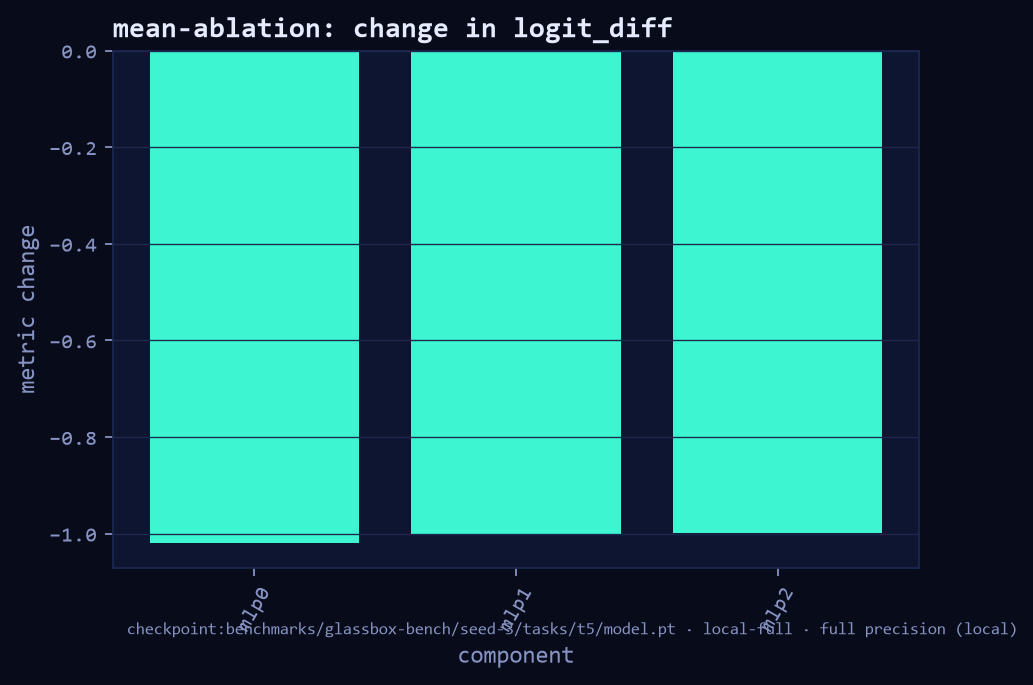 mean-ablation: change in logit_diff
0.0
−0.2
−0.4
−0.6
−0.8
−1.0
metric change
mlp0
mlp1
mlp2
checkpoint:benchmarks/glassbox-bench/seed-3/tasks/t5/model.pt · local-full · full precision (local)
component